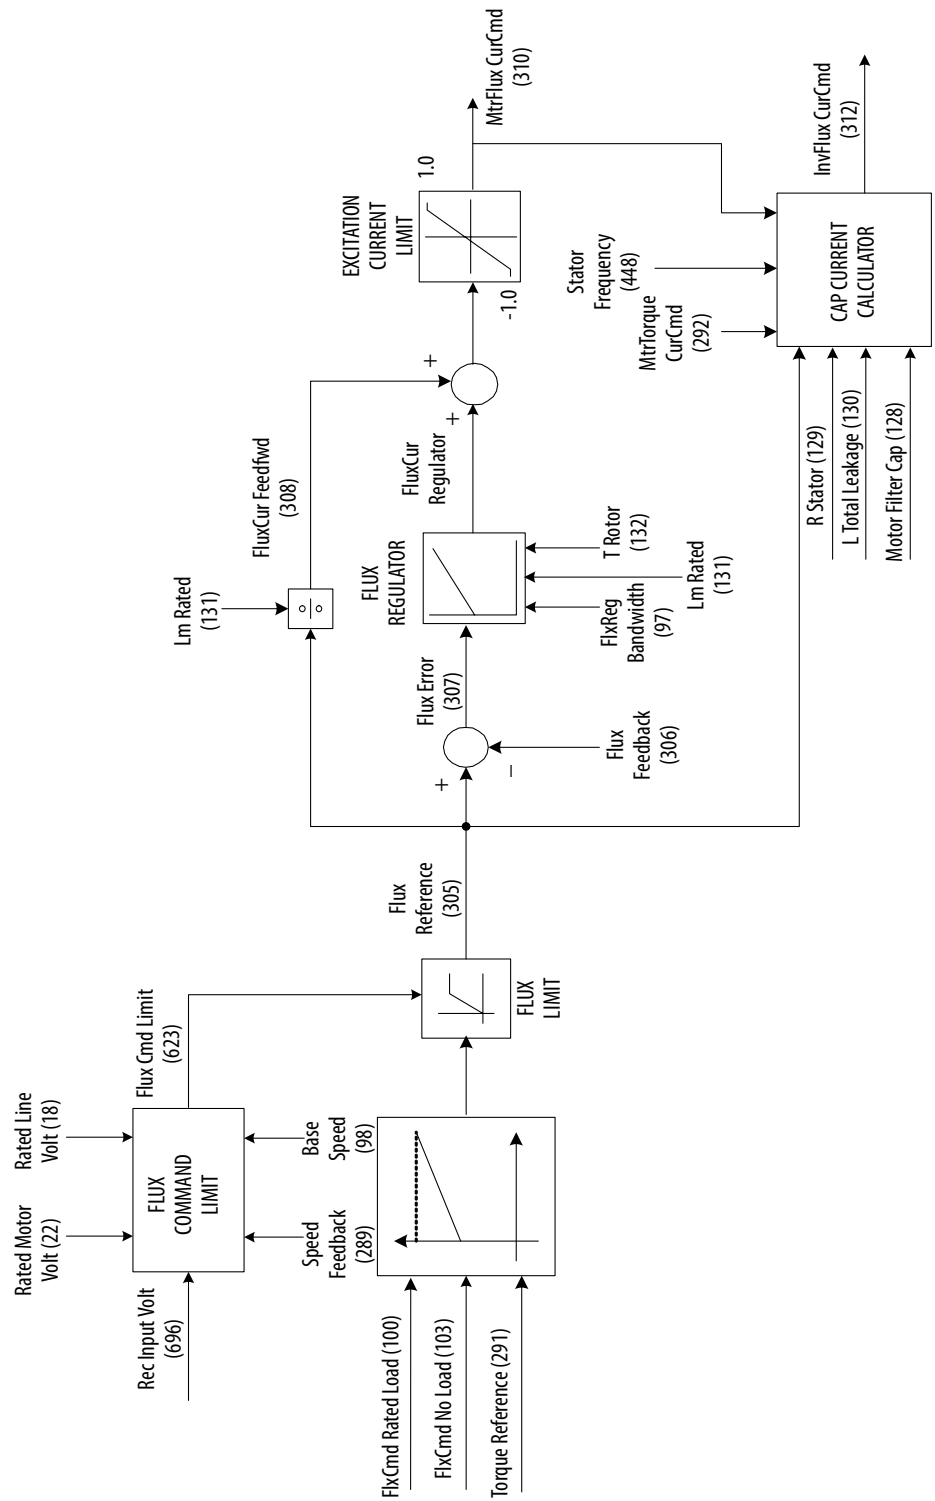 Rated Motor
Volt (22)
Rated Line
Volt (18)
Rec Input Volt
(696)
FLUX
COMMAND
LIMIT
Flux Cmd Limit
(623)
Speed
Feedback
(289)
Base
Speed
(98)
FlxCmd Rated Load (100)
FlxCmd No Load (103)
Torque Reference (291)
FLUX
LIMIT
Flux
Reference
(305)
Lm Rated
(131)
FluxCur Feedfwd
(308)
+
–
Flux
Feedback
(306)
Flux Error
(307)
FLUX
REGULATOR
FlxReg
Bandwidth
(97)
Lm Rated
(131)
T Rotor
(132)
FluxCur
Regulator
+
+
EXCITATION
CURRENT
LIMIT
-1.0
1.0
MtrFlux CurCmd
(310)
MtrTorque
CurCmd
(292)
Stator
Frequency
(448)
R Stator (129)
L Total Leakage (130)
Motor Filter Cap (128)
CAP CURRENT
CALCULATOR
InvFlux CurCmd
(312)